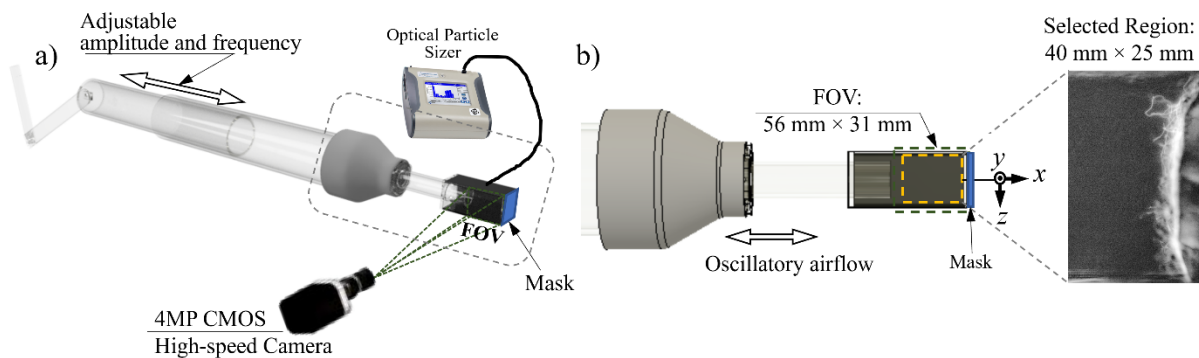 Adjustable
amplitude and frequency
a)
Optical Particle
Sizer
FOV
Mask
4MP CMOS
High-speed Camera
b)
FOV:
56 mm × 31 mm
Oscillatory airflow
y
x
z
Mask
Selected Region:
40 mm × 25 mm